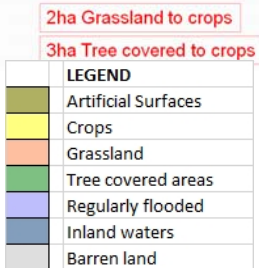 2ha Grassland to crops
3ha Tree covered to crops
LEGEND
Artificial Surfaces
Crops
Grassland
Tree covered areas
Regularly flooded
Inland waters
Barren land